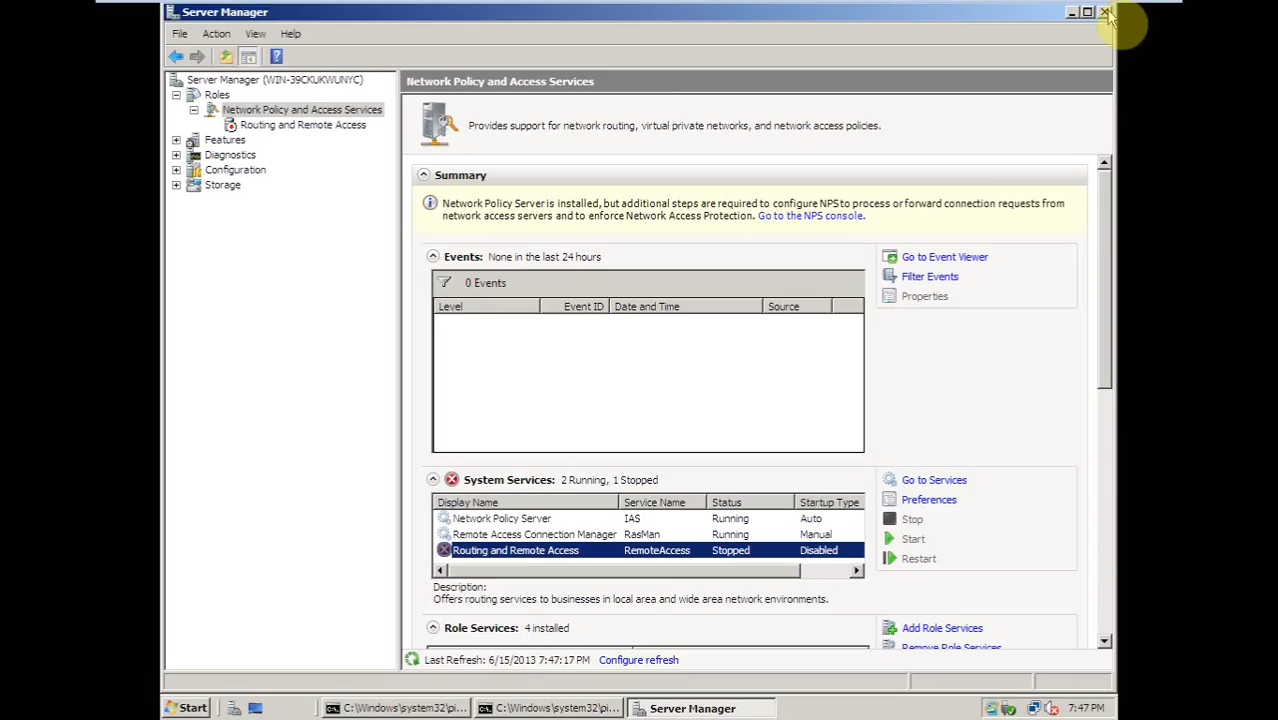 Server Manager
File Action View Help
Server Manager (WIN-39CKUKWUNYC)
Roles
Network Policy and Access Services
Routing and Remote Access
Features
Diagnostics
Configuration
Storage
Network Policy and Access Services
Provides support for network routing, virtual private networks, and network access policies.
Summary
Network Policy Server is installed, but additional steps are required to configure NPS to process or forward connection requests from
network access servers and to enforce Network Access Protection. Go to the NPS console.
Events: None in the last 24 hours
0 Events
Level Event ID Date and Time Source
Go to Event Viewer
Filter Events
Properties
System Services: 2 Running, 1 Stopped
Display Name Service Name Status Startup Type
Network Policy Server IAS Running Auto
Remote Access Connection Manager RasMan Running Manual
Routing and Remote Access RemoteAccess Stopped Disabled
Description:
Offers routing services to businesses in local area and wide area network environments.
Go to Services
Preferences
Stop
Start
Restart
Role Services: 4 installed
Add Role Services
Remove Role Services
Last Refresh: 6/15/2013 7:47:17 PM Configure refresh
Start C:\Windows\system32\pi... C:\Windows\system32\pi... Server Manager 7:47 PM